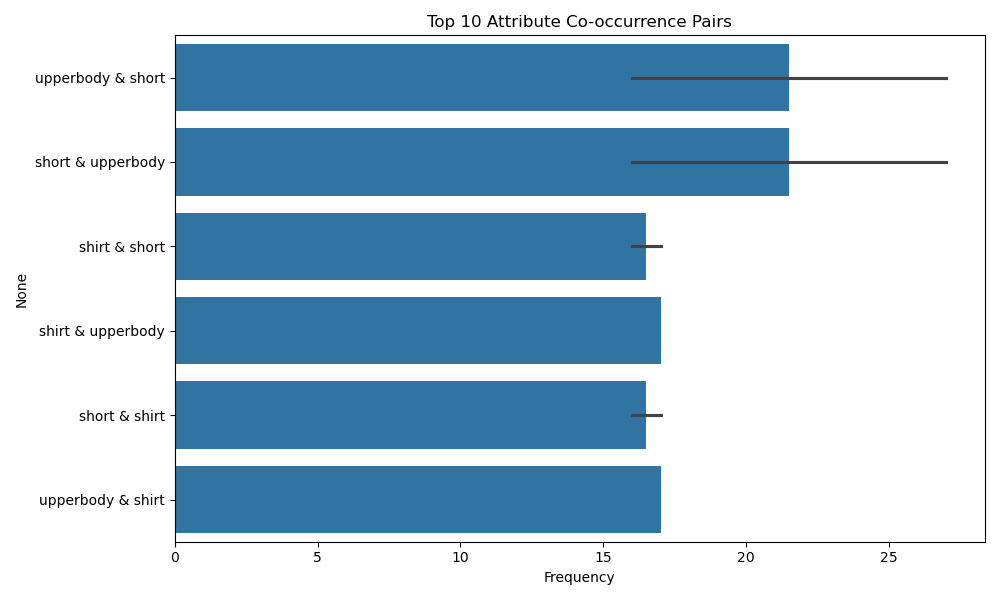 Top 10 Attribute Co-occurrence Pairs
upperbody & short
short & upperbody
shirt & short
shirt & upperbody
short & shirt
upperbody & shirt
None
0 5 10 15 20 25
Frequency